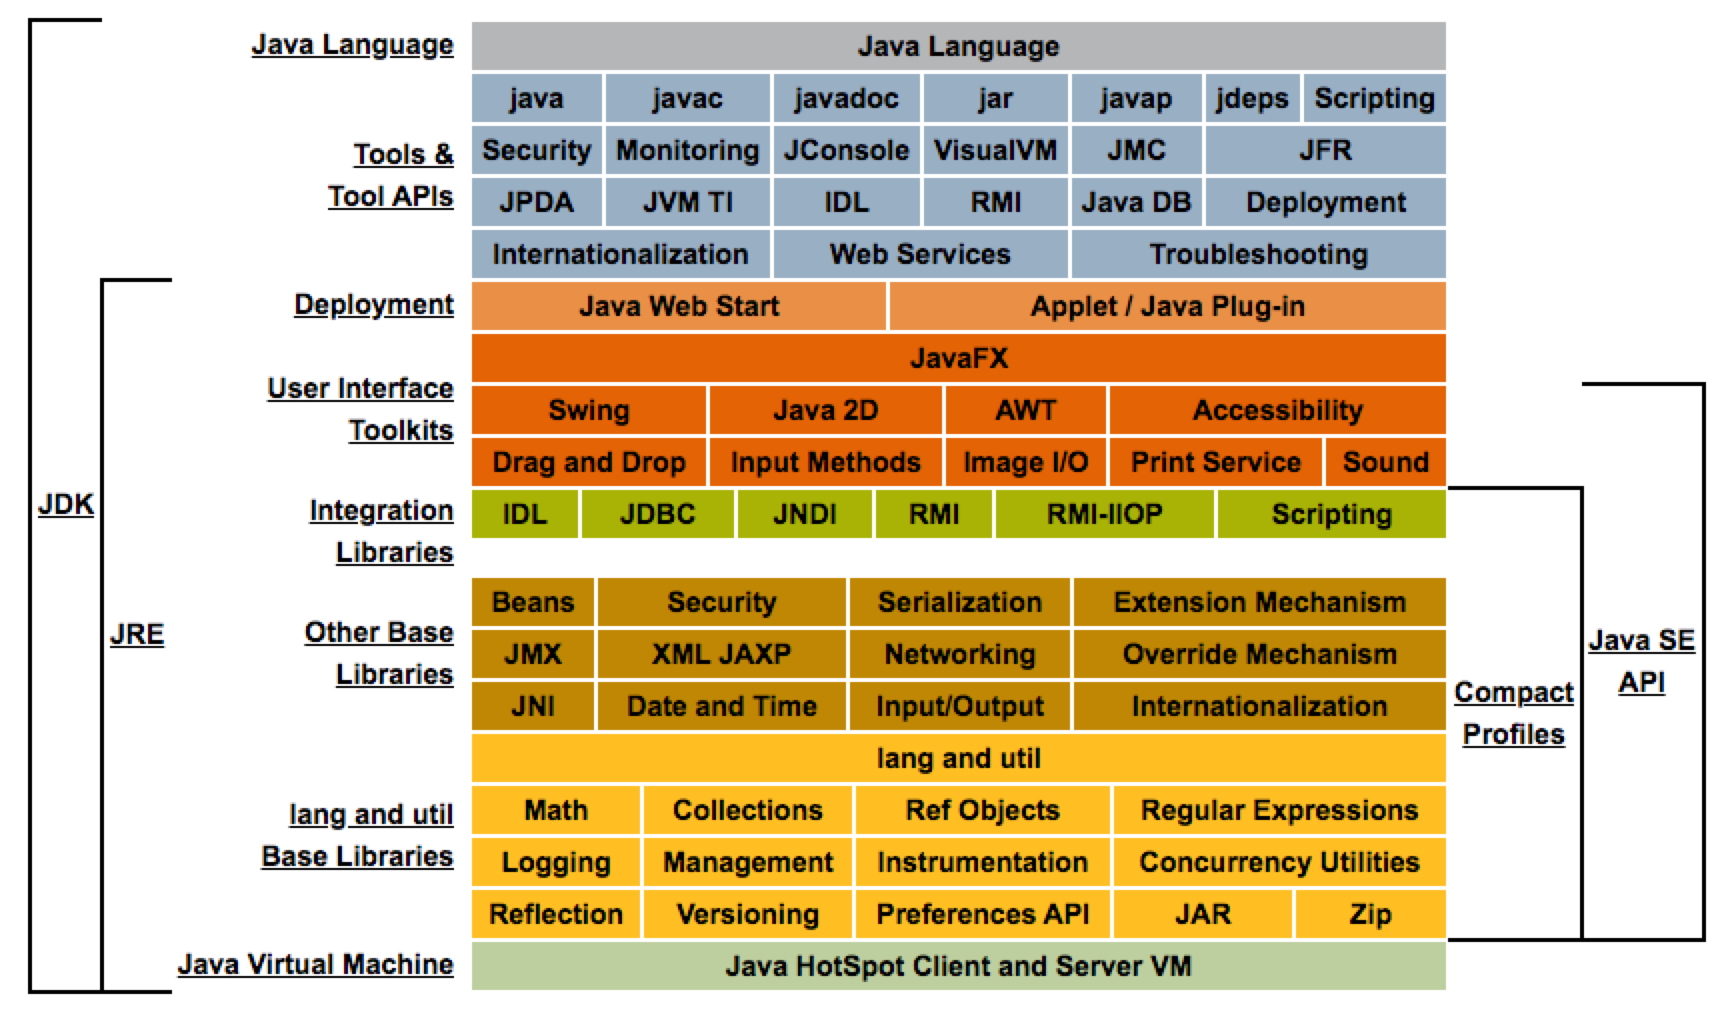 Java Language
Java Language
java javac javadoc jar javap jdeps Scripting
Tools &
Tool APIs
Security Monitoring JConsole VisualVM JMC JFR
JPDA JVM TI IDL RMI Java DB Deployment
Internationalization Web Services Troubleshooting
Deployment
Java Web Start Applet / Java Plug-in
User Interface
Toolkits
JavaFX
Swing Java 2D AWT Accessibility
Drag and Drop Input Methods Image I/O Print Service Sound
Integration
Libraries
IDL JDBC JNDI RMI RMI-IIOP Scripting
Other Base
Libraries
Beans Security Serialization Extension Mechanism
JMX XML JAXP Networking Override Mechanism
JNI Date and Time Input/Output Internationalization
lang and util
Base Libraries
lang and util
Math Collections Ref Objects Regular Expressions
Logging Management Instrumentation Concurrency Utilities
Reflection Versioning Preferences API JAR Zip
Java Virtual Machine
Java HotSpot Client and Server VM
JDK
JRE
Compact
Profiles
Java SE
API